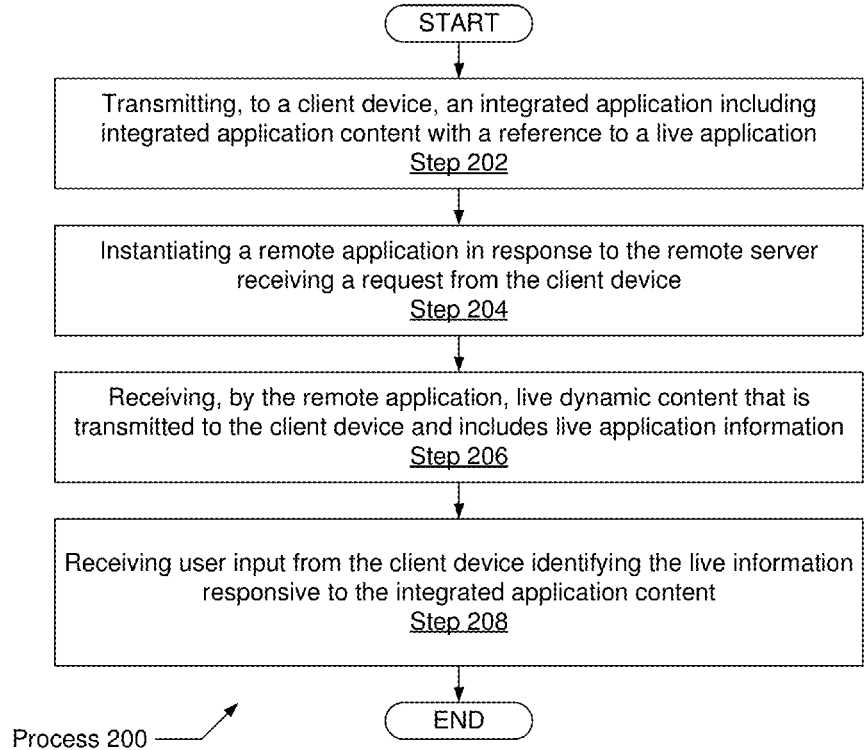 START
Transmitting, to a client device, an integrated application including
integrated application content with a reference to a live application
Step 202
Instantiating a remote application in response to the remote server
receiving a request from the client device
Step 204
Receiving, by the remote application, live dynamic content that is
transmitted to the client device and includes live application information
Step 206
Receiving user input from the client device identifying the live information
responsive to the integrated application content
Step 208
END
Process 200